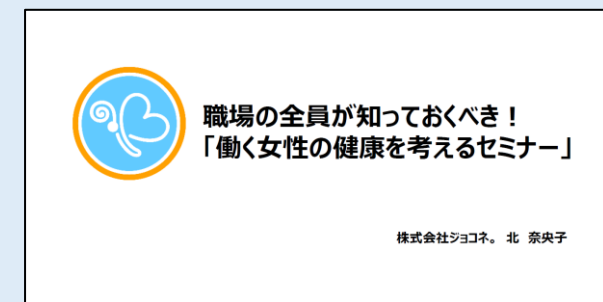 職場の全員が知っておくべき！
「働く女性の健康を考えるセミナー」
株式会社ジョコネ。 北 奈央子